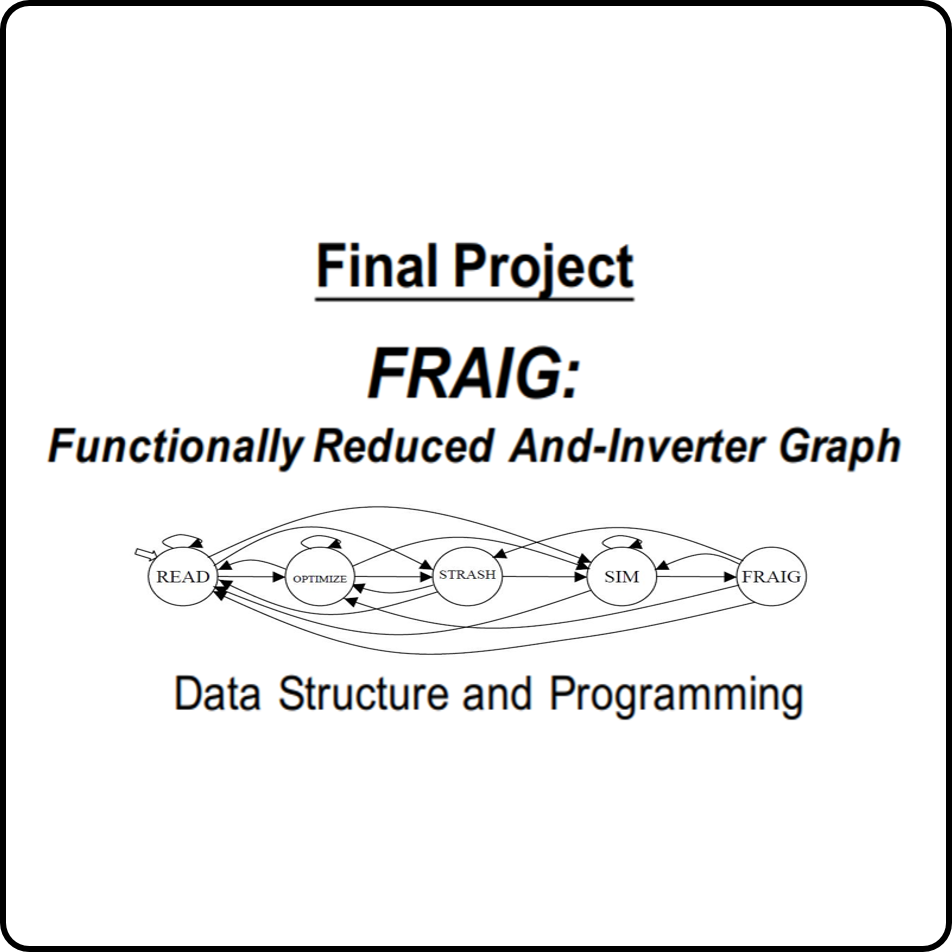 Final Project
FRAIG:
Functionally Reduced And-Inverter Graph
READ OPTIMIZE STRASH SIM FRAIG
Data Structure and Programming